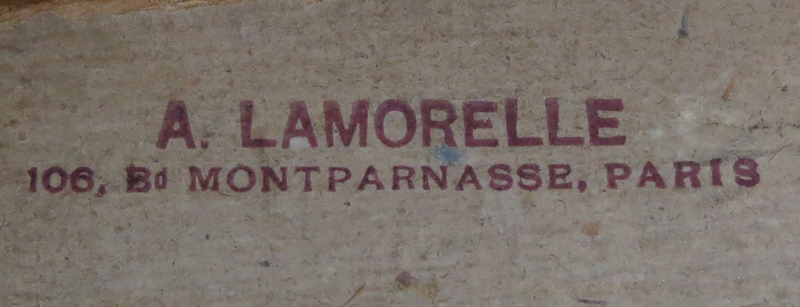 A. LAMORELLE
106, Bd MONTPARNASSE, PARIS